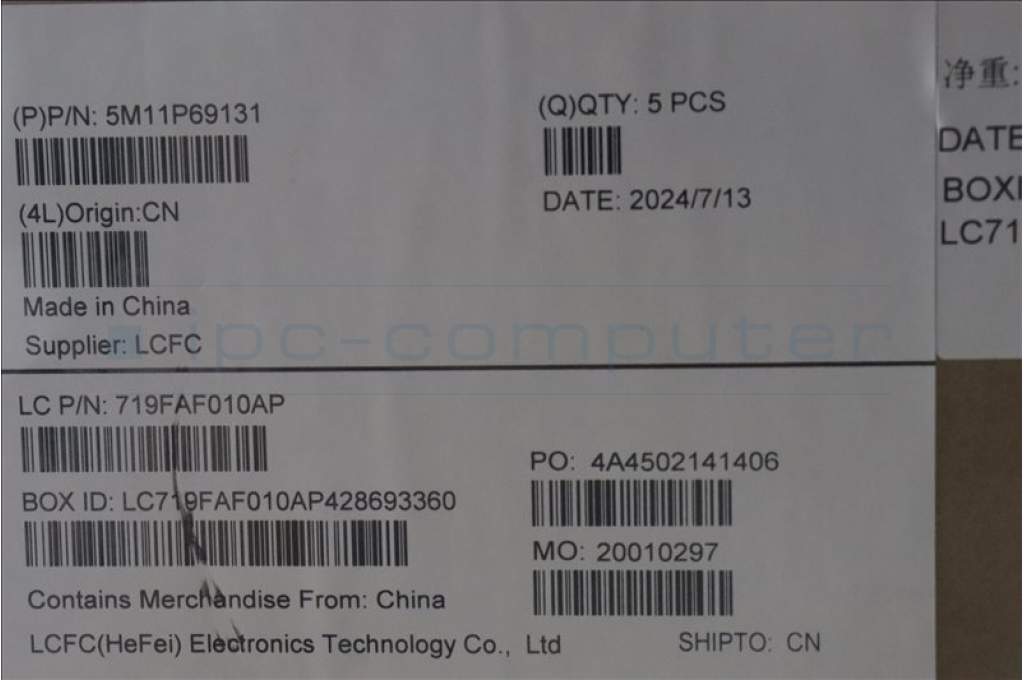 (P)P/N: 5M11P69131
(Q)QTY: 5 PCS
DATE: 2024/7/13
(4L)Origin:CN
Made in China
Supplier: LCFC
ipc-computer
LC P/N: 719FAF010AP
PO: 4A4502141406
BOX ID: LC719FAF010AP428693360
MO: 20010297
Contains Merchandise From: China
LCFC(HeFei) Electronics Technology Co., Ltd
SHIPTO: CN
净重:
DATE
BOXI
LC71